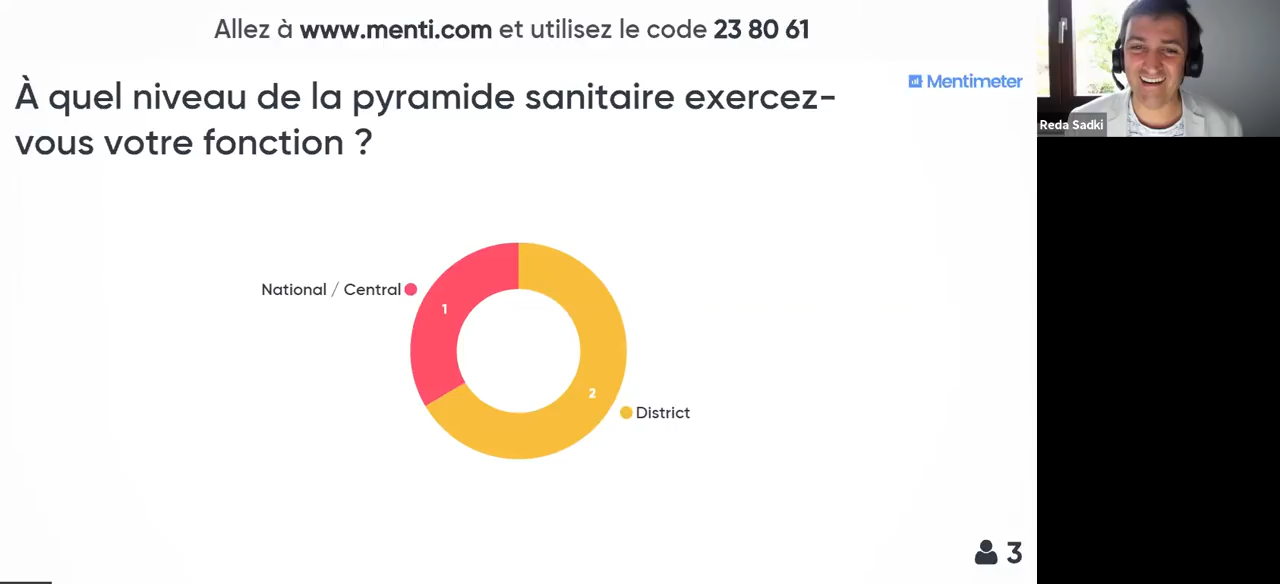 Allez à www.menti.com et utilisez le code 23 80 61
Mentimeter
À quel niveau de la pyramide sanitaire exercez-
vous votre fonction ?
Reda Sadki
National / Central
1
2
District
3